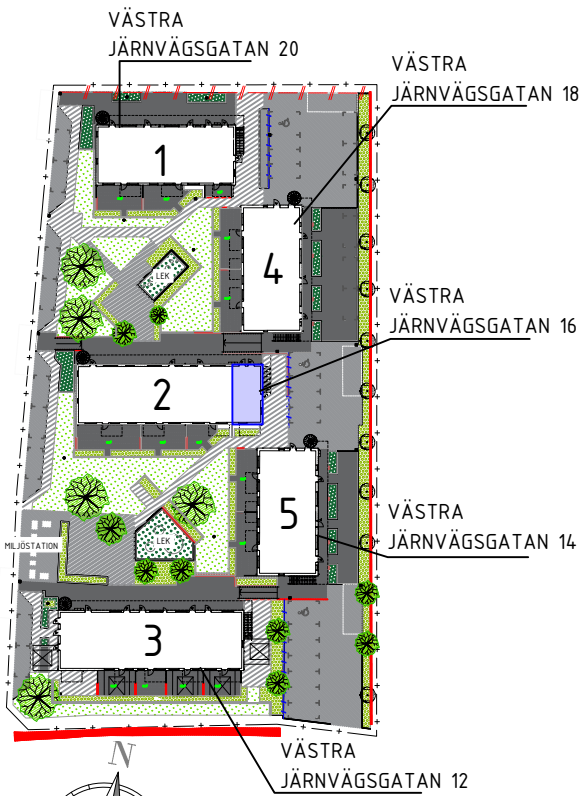 VÄSTRA
JÄRNVÄGSGATAN 20
VÄSTRA
JÄRNVÄGSGATAN 18
1
4
LEK
VÄSTRA
JÄRNVÄGSGATAN 16
2
5
VÄSTRA
JÄRNVÄGSGATAN 14
MILJÖSTATION
LEK
3
VÄSTRA
JÄRNVÄGSGATAN 12
N